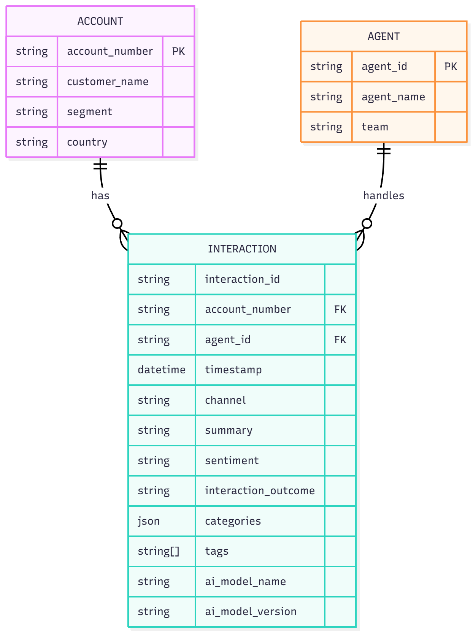 ACCOUNT
string account_number PK
string customer_name
string segment
string country
AGENT
string agent_id PK
string agent_name
string team
has
handles
INTERACTION
string interaction_id
string account_number FK
string agent_id FK
datetime timestamp
string channel
string summary
string sentiment
string interaction_outcome
json categories
string[] tags
string ai_model_name
string ai_model_version